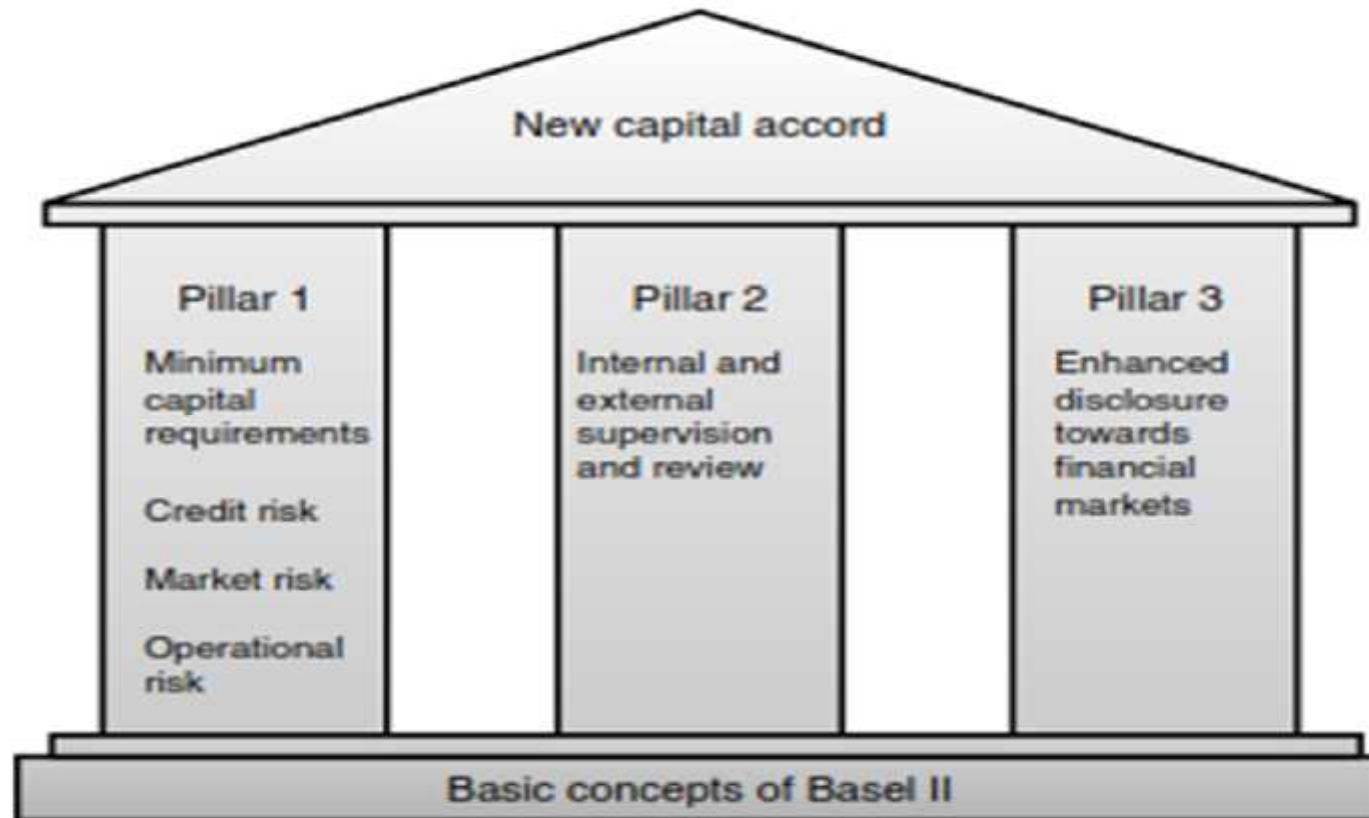 New capital accord
Pillar 1
Minimum
capital
requirements
Credit risk
Market risk
Operational
risk
Pillar 2
Internal and
external
supervision
and review
Pillar 3
Enhanced
disclosure
towards
financial
markets
Basic concepts of Basel II